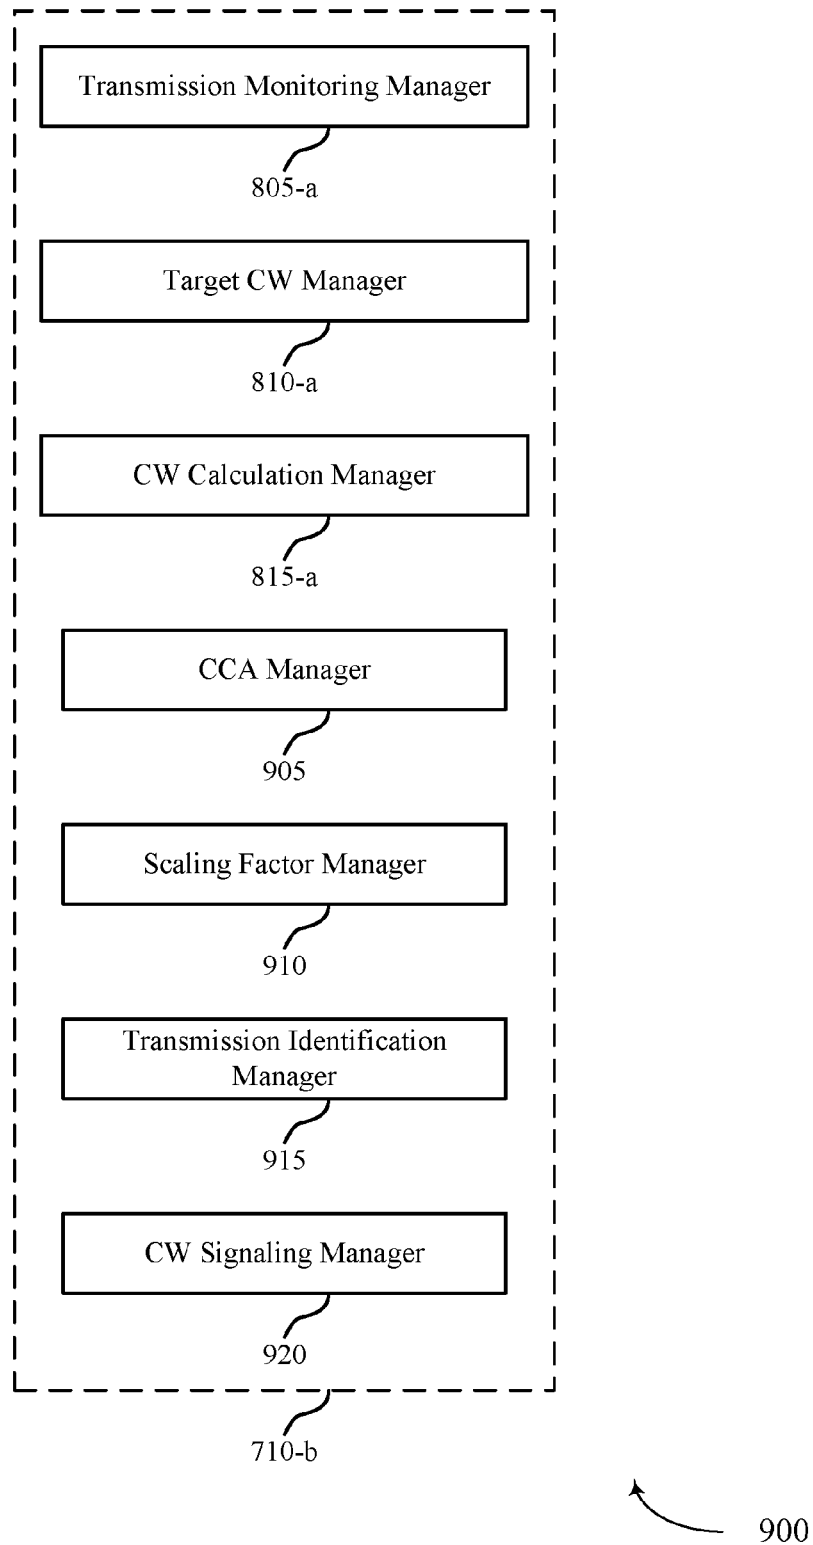 Transmission Monitoring Manager
805-a
Target CW Manager
810-a
CW Calculation Manager
815-a
CCA Manager
905
Scaling Factor Manager
910
Transmission Identification
Manager
915
CW Signaling Manager
920
710-b
900